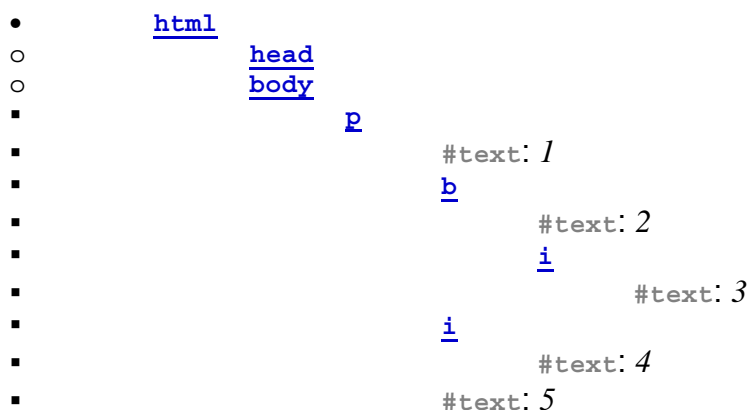 • html
o head
o body
▪ p
▪ #text: 1
▪ b
▪ #text: 2
▪ i
▪ #text: 3
▪ i
▪ #text: 4
▪ #text: 5